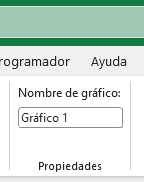 rogramador Ayuda
Nombre de gráfico:
Gráfico 1
Propiedades